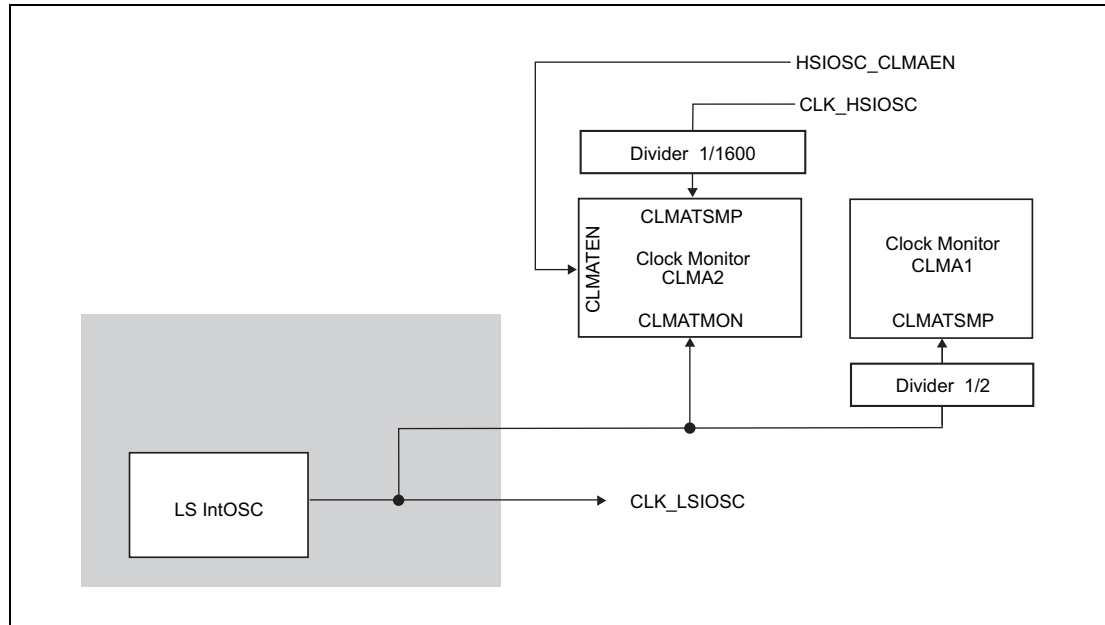 HSIOSC_CLMAEN
CLK_HSIOSC
Divider 1/1600
CLMATSMP
CLMATEN
Clock Monitor
CLMA2
CLMATMON
Clock Monitor
CLMA1
CLMATSMP
Divider 1/2
LS IntOSC
CLK_LSIOSC